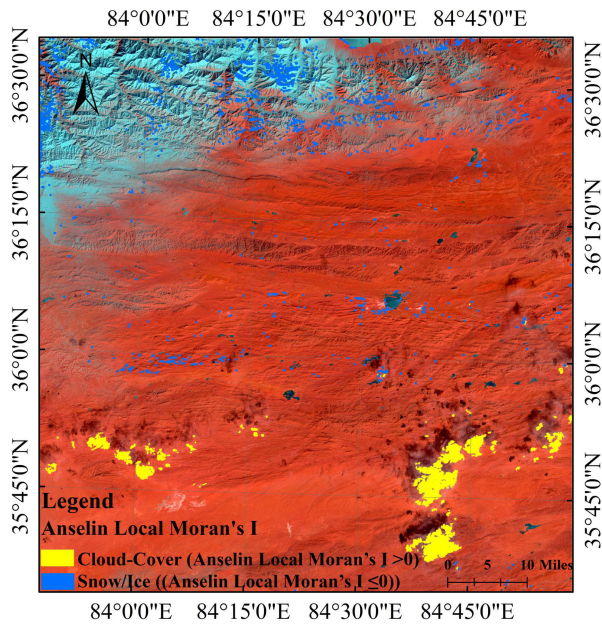 84°0'0"N 84°15'0"N 84°30'0"N 84°45'0"N
N
36°30'0"N
36°30'0"N
36°15'0"N
36°15'0"N
36°0'0"N
36°0'0"N
35°45'0"N
35°45'0"N
Legend
Anselin Local Moran's I
Cloud-Cover (Anselin Local Moran's I >0)
0 5 10 Miles
Snow/Ice ((Anselin Local Moran's I ≤0))
84°0'0"N 84°15'0"N 84°30'0"N 84°45'0"N